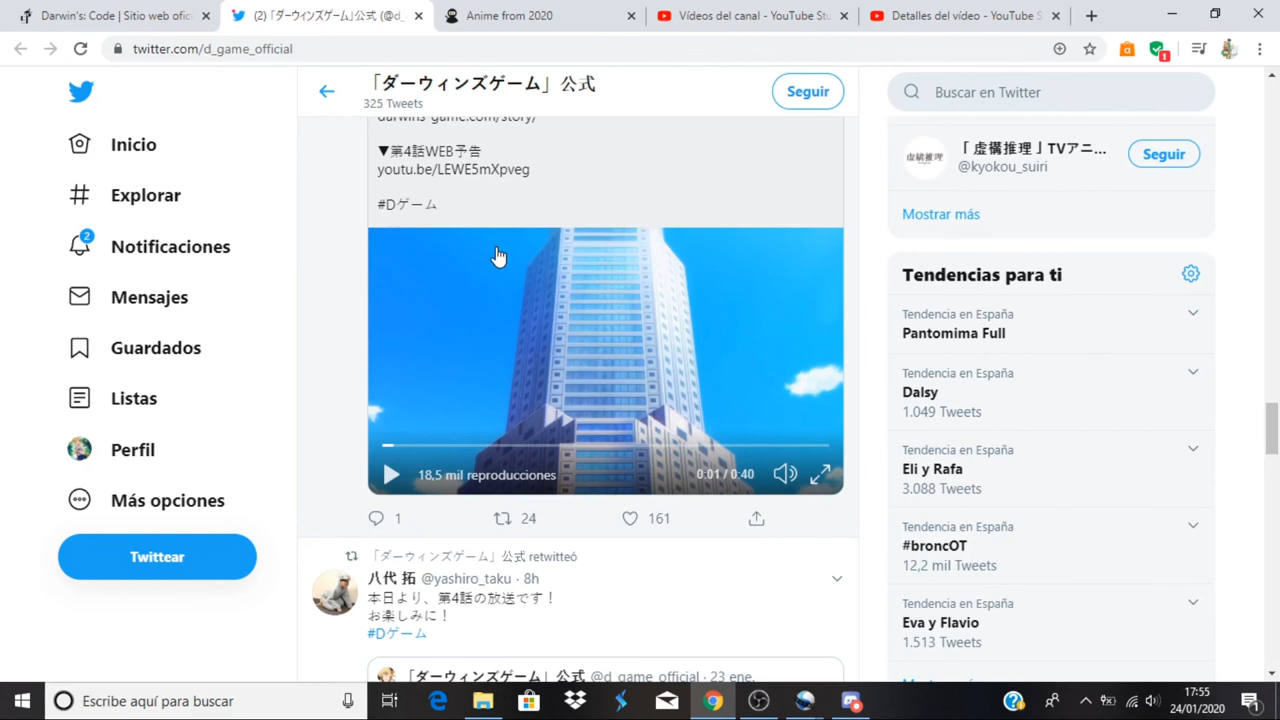 Darwin's: Code | Sitio web ofic
(2) 「ダーウィンズゲーム」公式 (@d_
Anime from 2020
Vídeos del canal - YouTube Stu
Detalles del vídeo - YouTube S
twitter.com/d_game_official
1
Inicio
Explorar
2
Notificaciones
Mensajes
Guardados
Listas
Perfil
Más opciones
Twittear
「ダーウィンズゲーム」公式
325 Tweets
Seguir
darwins-game.com/story/
▼第4話WEB予告
youtu.be/LEWE5mXpveg
#Dゲーム
18,5 mil reproducciones
0:01 / 0:40
1
24
161
「ダーウィンズゲーム」公式 retwitteó
八代 拓 @yashiro_taku · 8h
本日より、第4話の放送です！
お楽しみに！
#Dゲーム
「ダーウィンズゲーム」公式 @d_game_official · 23 ene.
Buscar en Twitter
虚構推理
「虚構推理」TVアニ...
@kyokou_suiri
Seguir
Mostrar más
Tendencias para ti
Tendencia en España
Pantomima Full
Tendencia en España
Dalsy
1.049 Tweets
Tendencia en España
Eli y Rafa
3.088 Tweets
Tendencia en España
#broncOT
12,2 mil Tweets
Tendencia en España
Eva y Flavio
1.513 Tweets
Escribe aquí para buscar
17:55
24/01/2020
1